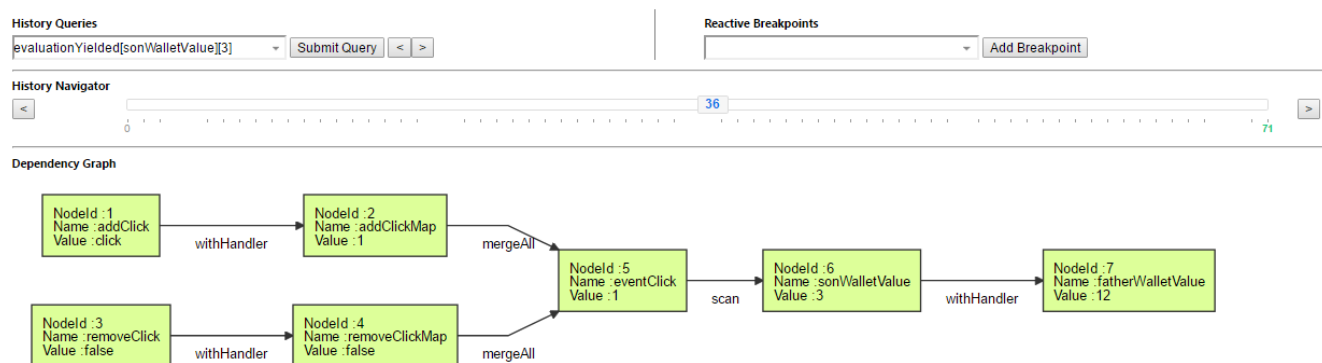 History Queries
Reactive Breakpoints
evaluationYielded[sonWalletValue][3]
Submit Query
<
>
Add Breakpoint
History Navigator
<
36
>
0
71
Dependency Graph
NodeId :1
Name :addClick
Value :click
withHandler
NodeId :2
Name :addClickMap
Value :1
mergeAll
NodeId :5
Name :eventClick
Value :1
scan
NodeId :6
Name :sonWalletValue
Value :3
withHandler
NodeId :7
Name :fatherWalletValue
Value :12
NodeId :3
Name :removeClick
Value :false
withHandler
NodeId :4
Name :removeClickMap
Value :false
mergeAll